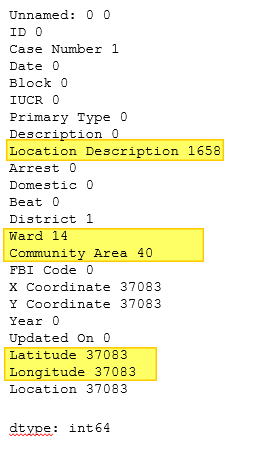 Unnamed: 0 0
ID 0
Case Number 1
Date 0
Block 0
IUCR 0
Primary Type 0
Description 0
Location Description 1658
Arrest 0
Domestic 0
Beat 0
District 1
Ward 14
Community Area 40
FBI Code 0
X Coordinate 37083
Y Coordinate 37083
Year 0
Updated On 0
Latitude 37083
Longitude 37083
Location 37083
dtype: int64